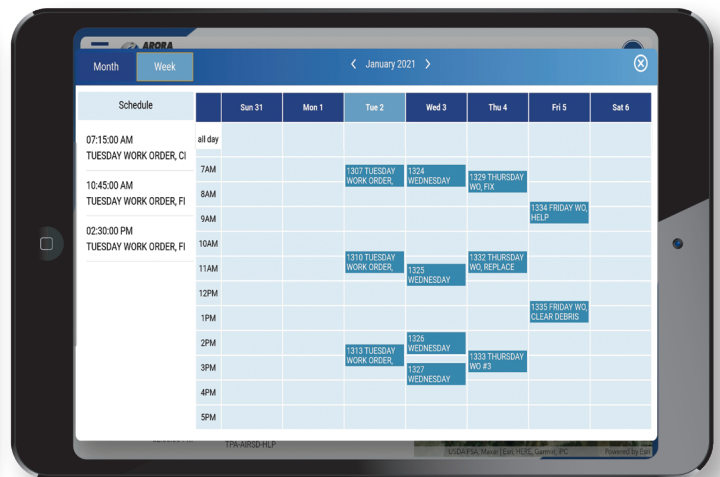 ARORA
Month
Week
January 2021
Schedule
Sun 31
Mon 1
Tue 2
Wed 3
Thu 4
Fri 5
Sat 6
07:15:00 AM
TUESDAY WORK ORDER, CI
10:45:00 AM
TUESDAY WORK ORDER, FI
02:30:00 PM
TUESDAY WORK ORDER, FI
all day
7AM
8AM
9AM
10AM
11AM
12PM
1PM
2PM
3PM
4PM
5PM
1307 TUESDAY
WORK ORDER,
1310 TUESDAY
WORK ORDER,
1313 TUESDAY
WORK ORDER,
1324
WEDNESDAY
1325
WEDNESDAY
1326
WEDNESDAY
1327
WEDNESDAY
1329 THURSDAY
WO, FIX
1332 THURSDAY
WO, REPLACE
1333 THURSDAY
WO #3
1334 FRIDAY WO,
HELP
1335 FRIDAY WO,
CLEAR DEBRIS
TPA-AIRSD-HLP
USDA FSA, Maxar | Esri, HERE, Garmin, iPC
Powered by Esri